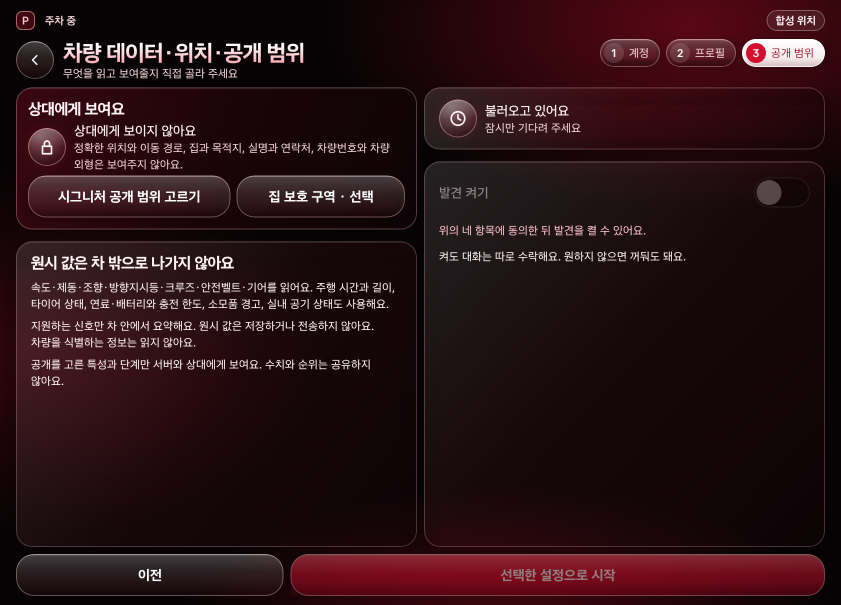 P 주차 중
합성 위치
차량 데이터·위치·공개 범위
무엇을 읽고 보여줄지 직접 골라 주세요
1 계정
2 프로필
3 공개 범위
상대에게 보여요
상대에게 보이지 않아요
정확한 위치와 이동 경로, 집과 목적지, 실명과 연락처, 차량번호와 차량
외형은 보여주지 않아요.
시그니처 공개 범위 고르기
집 보호 구역 · 선택
원시 값은 차 밖으로 나가지 않아요
속도·제동·조향·방향지시등·크루즈·안전벨트·기어를 읽어요. 주행 시간과 길이,
타이어 상태, 연료·배터리와 충전 한도, 소모품 경고, 실내 공기 상태도 사용해요.
지원하는 신호만 차 안에서 요약해요. 원시 값은 저장하거나 전송하지 않아요.
차량을 식별하는 정보는 읽지 않아요.
공개를 고른 특성과 단계만 서버와 상대에게 보여요. 수치와 순위는 공유하지
않아요.
불러오고 있어요
잠시만 기다려 주세요
발견 켜기
위의 네 항목에 동의한 뒤 발견을 켤 수 있어요.
켜도 대화는 따로 수락해요. 원하지 않으면 꺼둬도 돼요.
이전
선택한 설정으로 시작